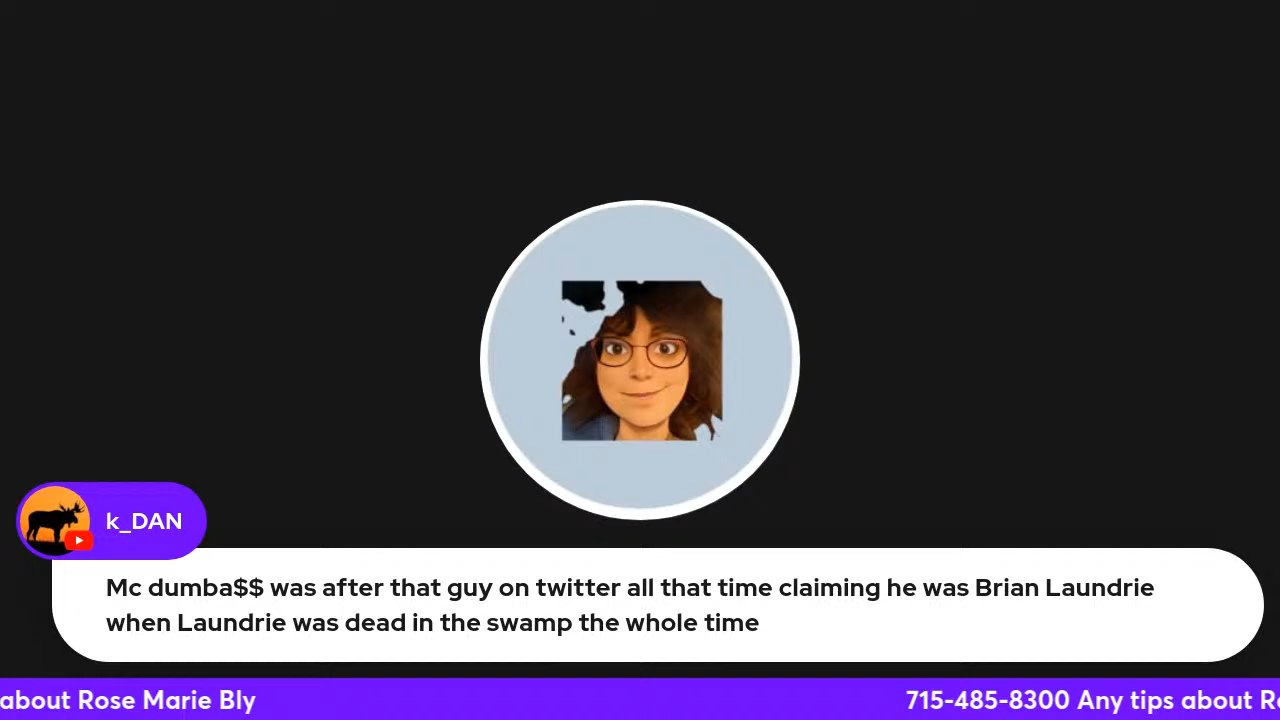 k_DAN
Mc dumba$$ was after that guy on twitter all that time claiming he was Brian Laundrie
when Laundrie was dead in the swamp the whole time
about Rose Marie Bly 715-485-8300 Any tips about